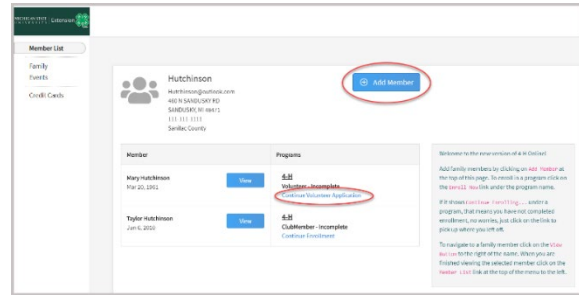 MICHIGAN STATE
UNIVERSITY Extension
Member List
Family
Events
Credit Cards
Hutchinson
Hutchinson@outlook.com
SANDUSKY RD
SANDUSKY, MI
111 111 1111
Sanilac County
Add Member
Member
Programs
Mary Hutchinson
Mar 20, 1961
View
4-H
Volunteer - Incomplete
Continue Volunteer Application
Taylor Hutchinson
Jan 6, 2010
View
4-H
ClubMember - Incomplete
Continue Enrollment
Welcome to the new version of 4-H Online!
Add family members by clicking on Add Member at
the top of this page. To enroll in a program click on
the Enroll Now link under the program name.
If it shows Continue Enrolling... under a
program, that means you have not completed
enrollment, no worries, just click on the link to
pick up where you left off.
To navigate to a family member click on the View
Button to the right of the name. When you are
finished viewing the selected member click on the
Member List link at the top of the menu to the left.